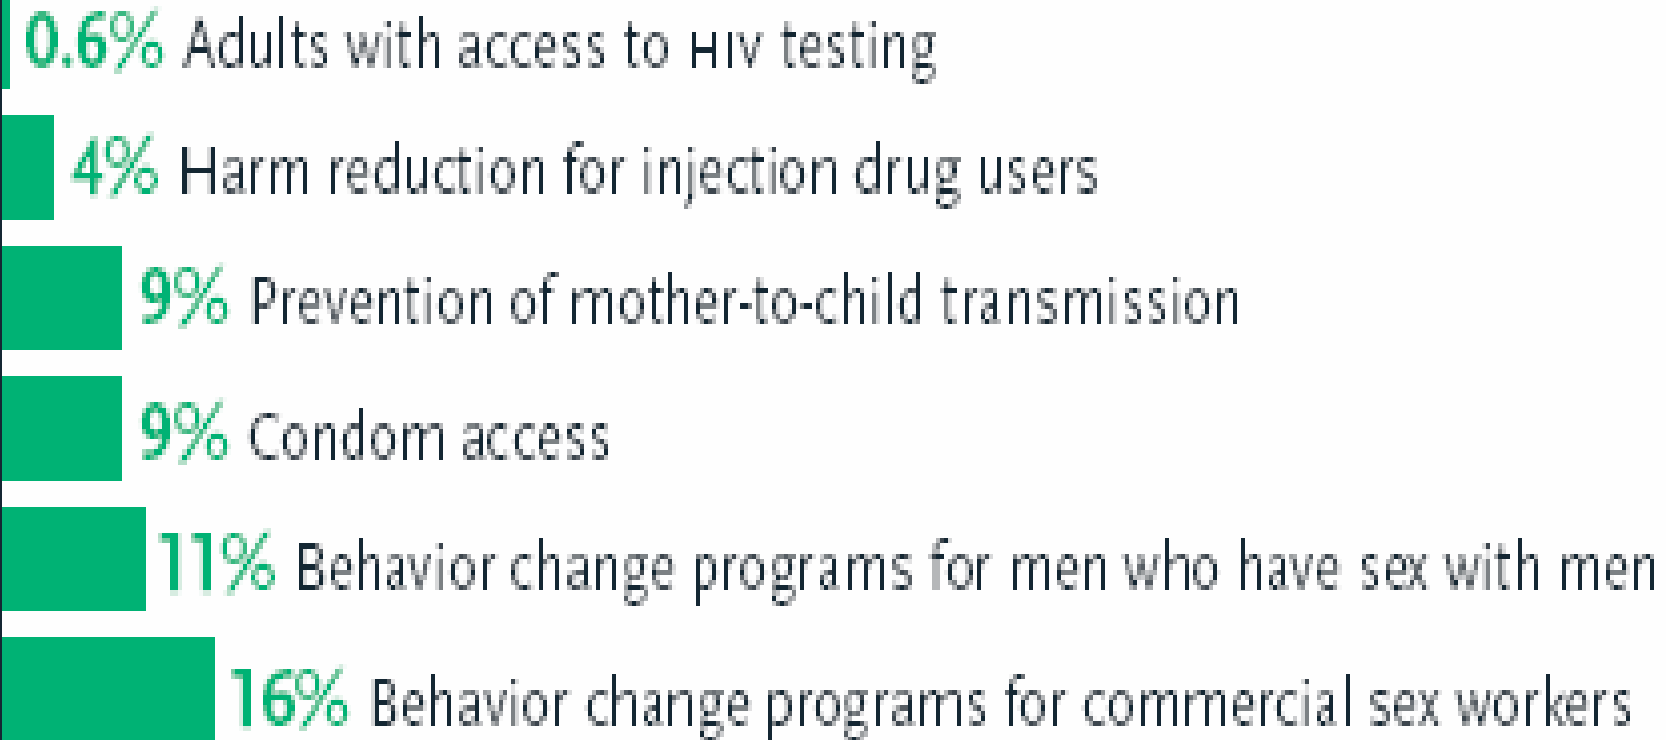 0.6% Adults with access to HIV testing
4% Harm reduction for injection drug users
9% Prevention of mother-to-child transmission
9% Condom access
11% Behavior change programs for men who have sex with men
16% Behavior change programs for commercial sex workers